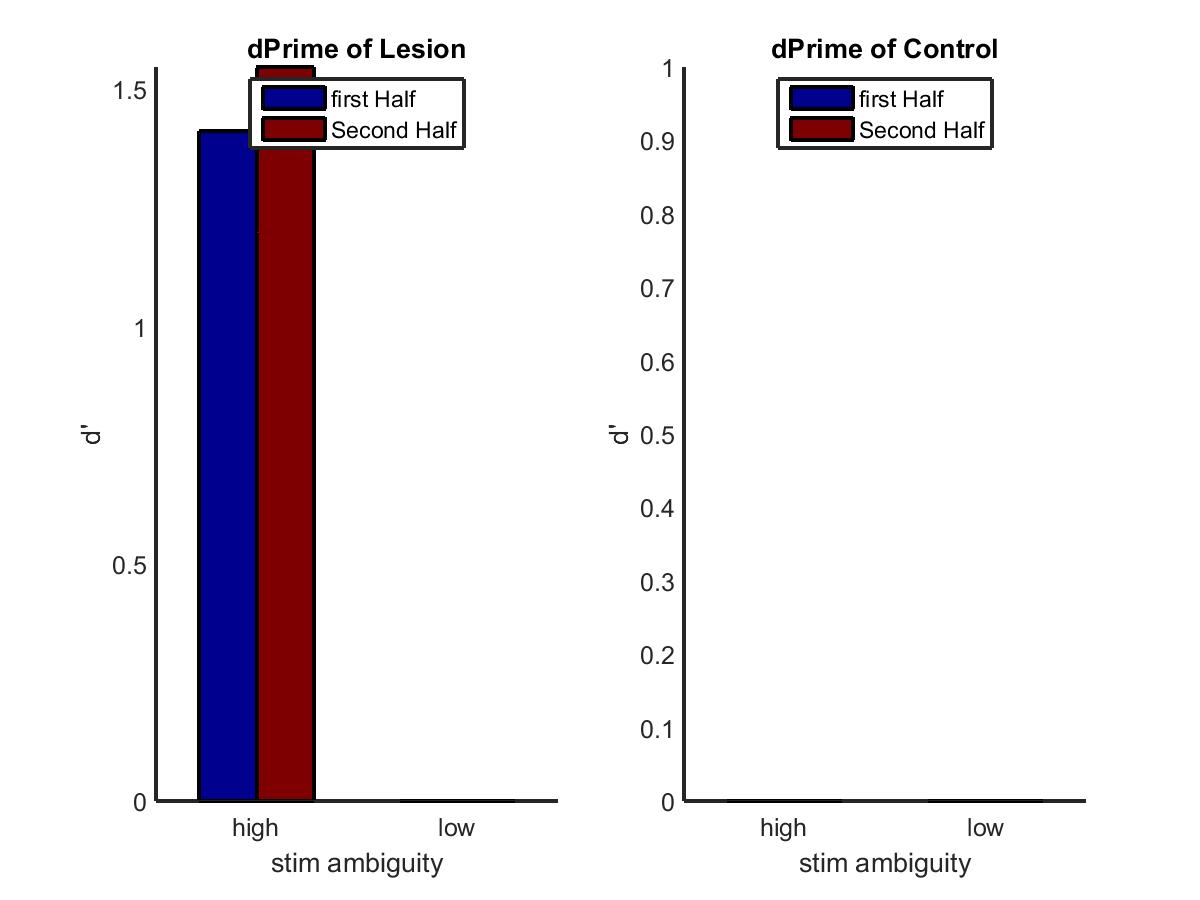 dPrime of Lesion
first Half
Second Half
1.5
1
0.5
0
d'
high low
stim ambiguity
dPrime of Control
first Half
Second Half
1
0.9
0.8
0.7
0.6
0.5
0.4
0.3
0.2
0.1
0
d'
high low
stim ambiguity